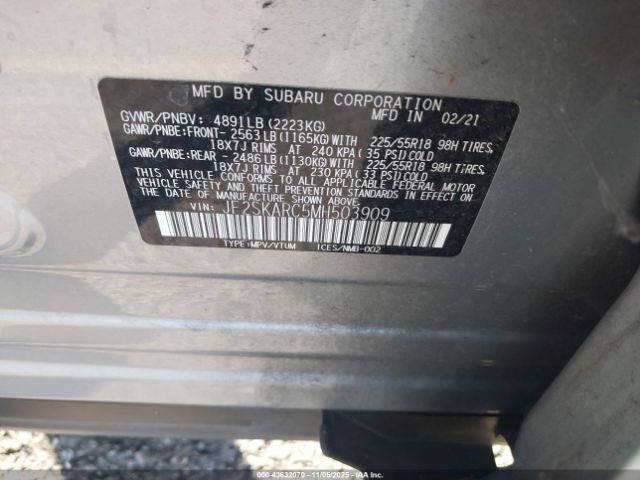 MFD BY SUBARU CORPORATION
MFD IN 02/21
GVWR/PNBV: 4891LB(2223KG)
GAWR/PNBE:FRONT- 2563LB(1165KG)WITH 225/55R18 98H TIRES,
18X7J RIMS AT 240 KPA(35 PSI)COLD
GAWR/PNBE:REAR - 2486LB(1130KG)WITH 225/55R18 98H TIRES,
18X7J RIMS AT 230 KPA(33 PSI)COLD
THIS VEHICLE CONFORMS TO ALL APPLICABLE FEDERAL MOTOR
VEHICLE SAFETY AND BUMPER STANDARDS IN EFFECT ON
THE DATE OF MANUFACTURE SHOWN ABOVE.
VIN: JF2SKARC5MH503909
TYPE:MPV/VTUM ICES/NMB-002
000-43632070 — 11/05/2025 — IAA, Inc.